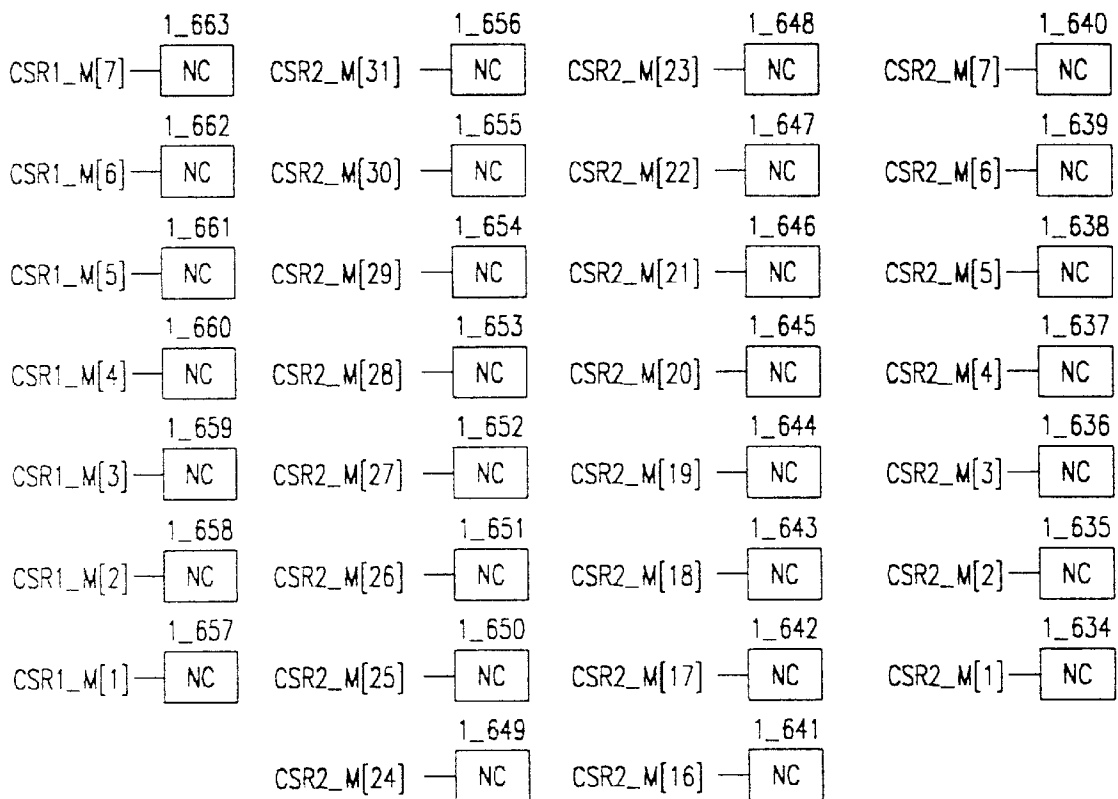 1_663 1_656 1_648 1_640
CSR1_M[7] NC CSR2_M[31] NC CSR2_M[23] NC CSR2_M[7] NC
1_662 1_655 1_647 1_639
CSR1_M[6] NC CSR2_M[30] NC CSR2_M[22] NC CSR2_M[6] NC
1_661 1_654 1_646 1_638
CSR1_M[5] NC CSR2_M[29] NC CSR2_M[21] NC CSR2_M[5] NC
1_660 1_653 1_645 1_637
CSR1_M[4] NC CSR2_M[28] NC CSR2_M[20] NC CSR2_M[4] NC
1_659 1_652 1_644 1_636
CSR1_M[3] NC CSR2_M[27] NC CSR2_M[19] NC CSR2_M[3] NC
1_658 1_651 1_643 1_635
CSR1_M[2] NC CSR2_M[26] NC CSR2_M[18] NC CSR2_M[2] NC
1_657 1_650 1_642 1_634
CSR1_M[1] NC CSR2_M[25] NC CSR2_M[17] NC CSR2_M[1] NC
1_649 1_641
CSR2_M[24] NC CSR2_M[16] NC